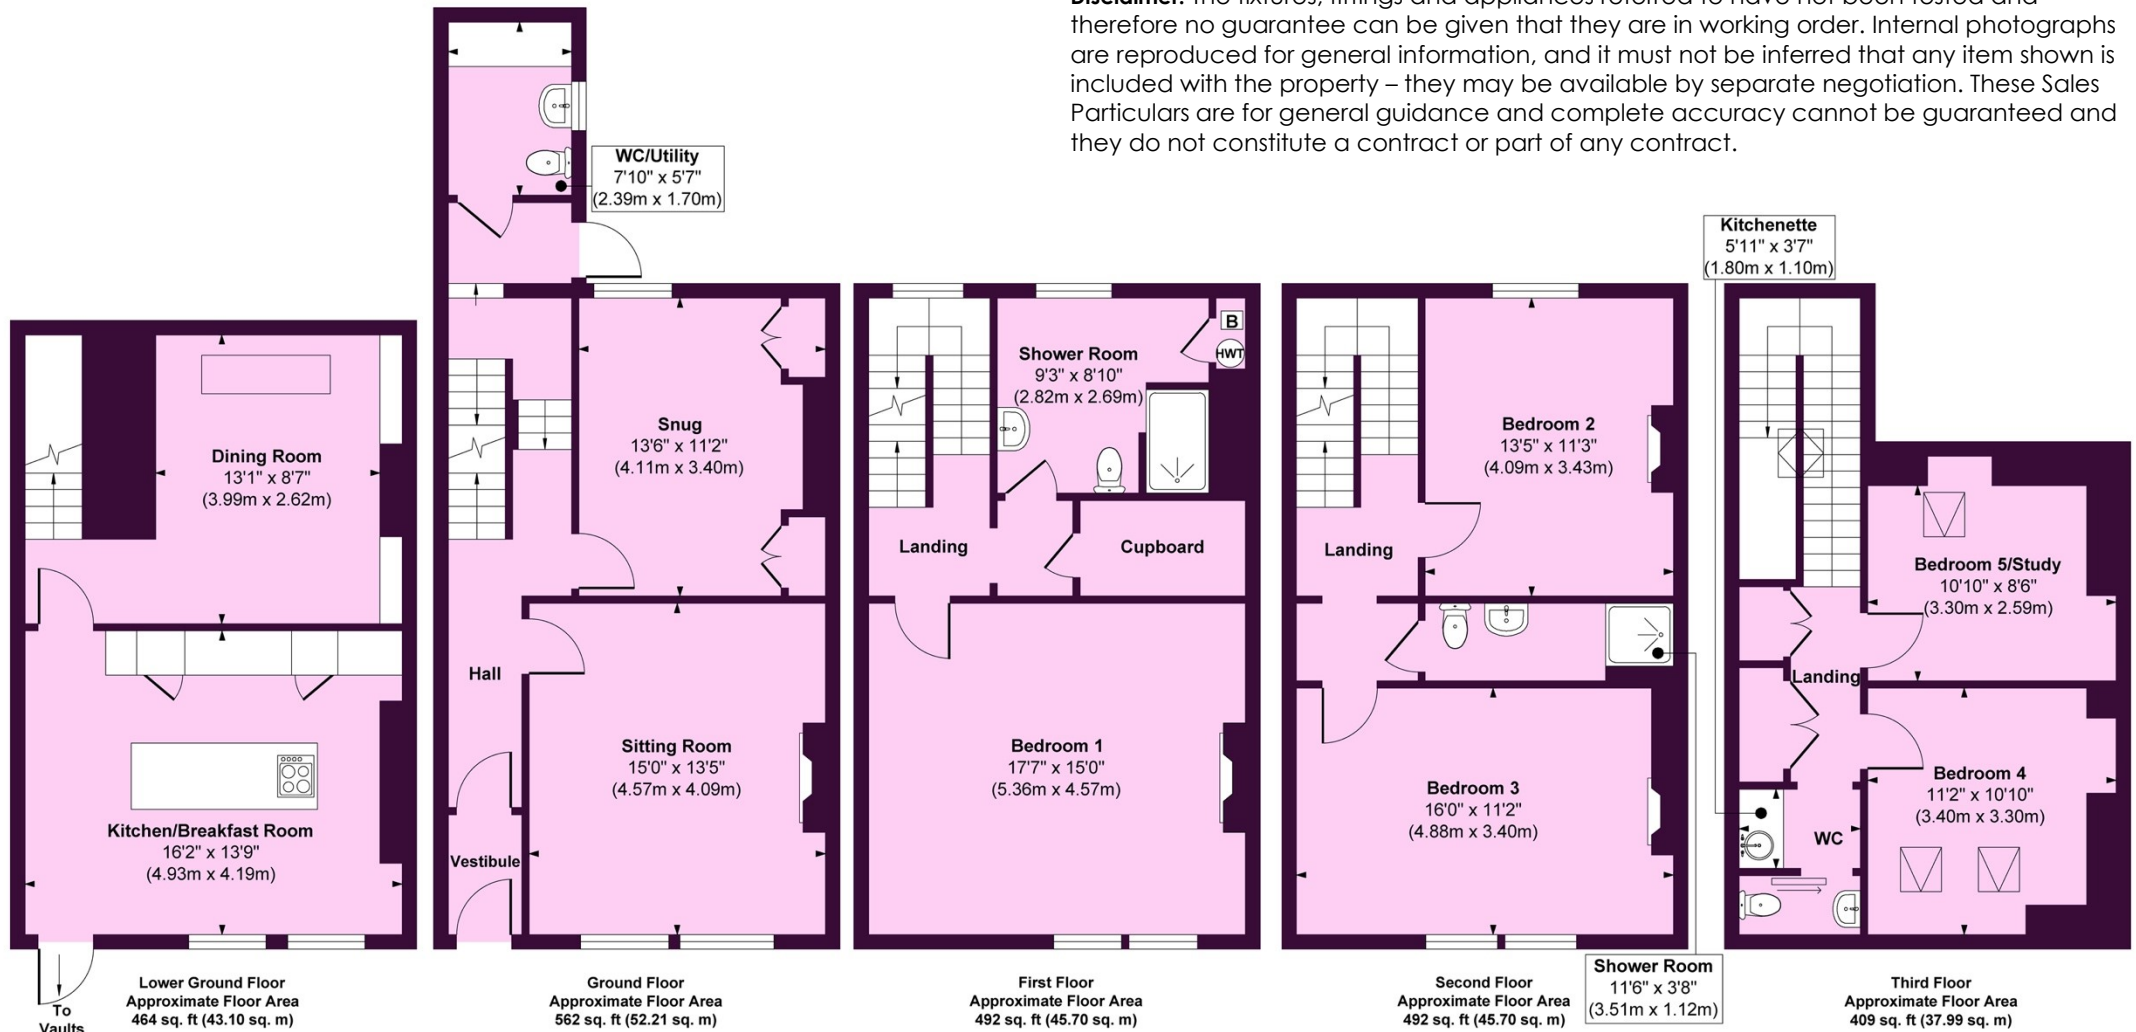 Disclaimer: The fixtures, fittings and appliances referred to have not been tested and
therefore no guarantee can be given that they are in working order. Internal photographs
are reproduced for general information, and it must not be inferred that any item shown is
included with the property – they may be available by separate negotiation. These Sales
Particulars are for general guidance and complete accuracy cannot be guaranteed and
they do not constitute a contract or part of any contract.
Dining Room
13'1" x 8'7"
(3.99m x 2.62m)
Kitchen/Breakfast Room
16'2" x 13'9"
(4.93m x 4.19m)
To
Vaults
Lower Ground Floor
Approximate Floor Area
464 sq. ft (43.10 sq. m)
WC/Utility
7'10" x 5'7"
(2.39m x 1.70m)
Snug
13'6" x 11'2"
(4.11m x 3.40m)
Hall
Sitting Room
15'0" x 13'5"
(4.57m x 4.09m)
Vestibule
Ground Floor
Approximate Floor Area
562 sq. ft (52.21 sq. m)
B
HWT
Shower Room
9'3" x 8'10"
(2.82m x 2.69m)
Landing
Cupboard
Bedroom 1
17'7" x 15'0"
(5.36m x 4.57m)
First Floor
Approximate Floor Area
492 sq. ft (45.70 sq. m)
Bedroom 2
13'5" x 11'3"
(4.09m x 3.43m)
Landing
Bedroom 3
16'0" x 11'2"
(4.88m x 3.40m)
Shower Room
11'6" x 3'8"
(3.51m x 1.12m)
Second Floor
Approximate Floor Area
492 sq. ft (45.70 sq. m)
Kitchenette
5'11" x 3'7"
(1.80m x 1.10m)
Bedroom 5/Study
10'10" x 8'6"
(3.30m x 2.59m)
Landing
Bedroom 4
11'2" x 10'10"
(3.40m x 3.30m)
WC
Third Floor
Approximate Floor Area
409 sq. ft (37.99 sq. m)